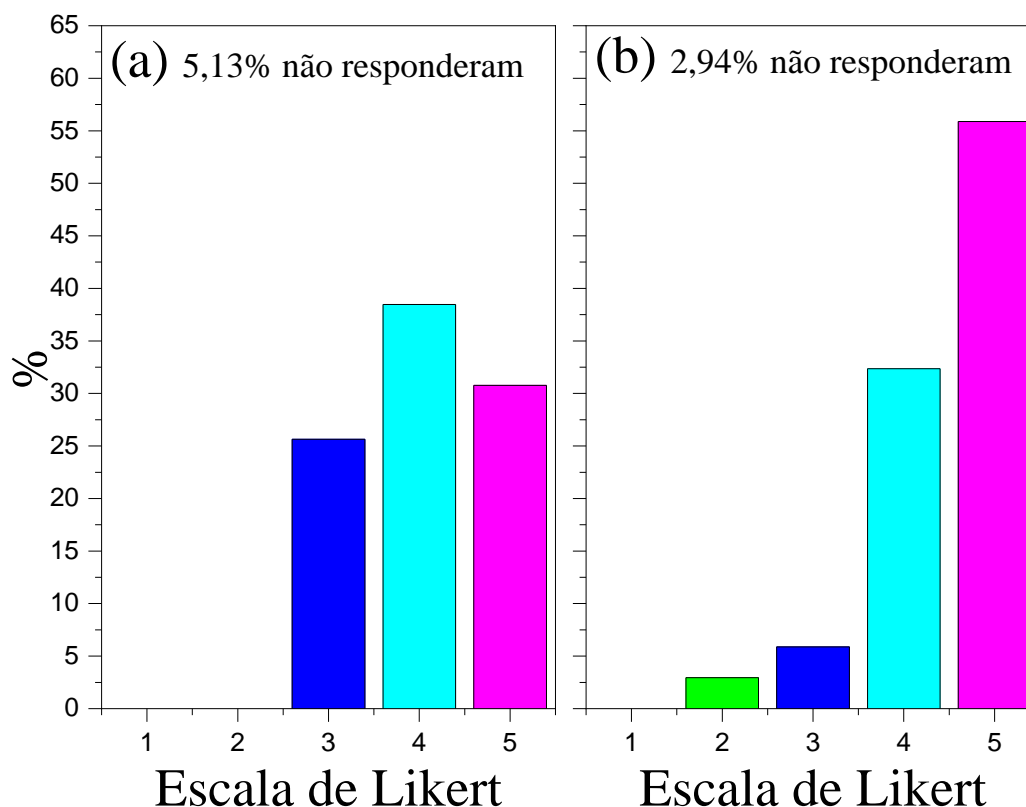 (a) 5,13% não responderam
(b) 2,94% não responderam
65
60
55
50
45
40
35
30
25
20
15
10
5
0
%
1 2 3 4 5
1 2 3 4 5
Escala de Likert
Escala de Likert